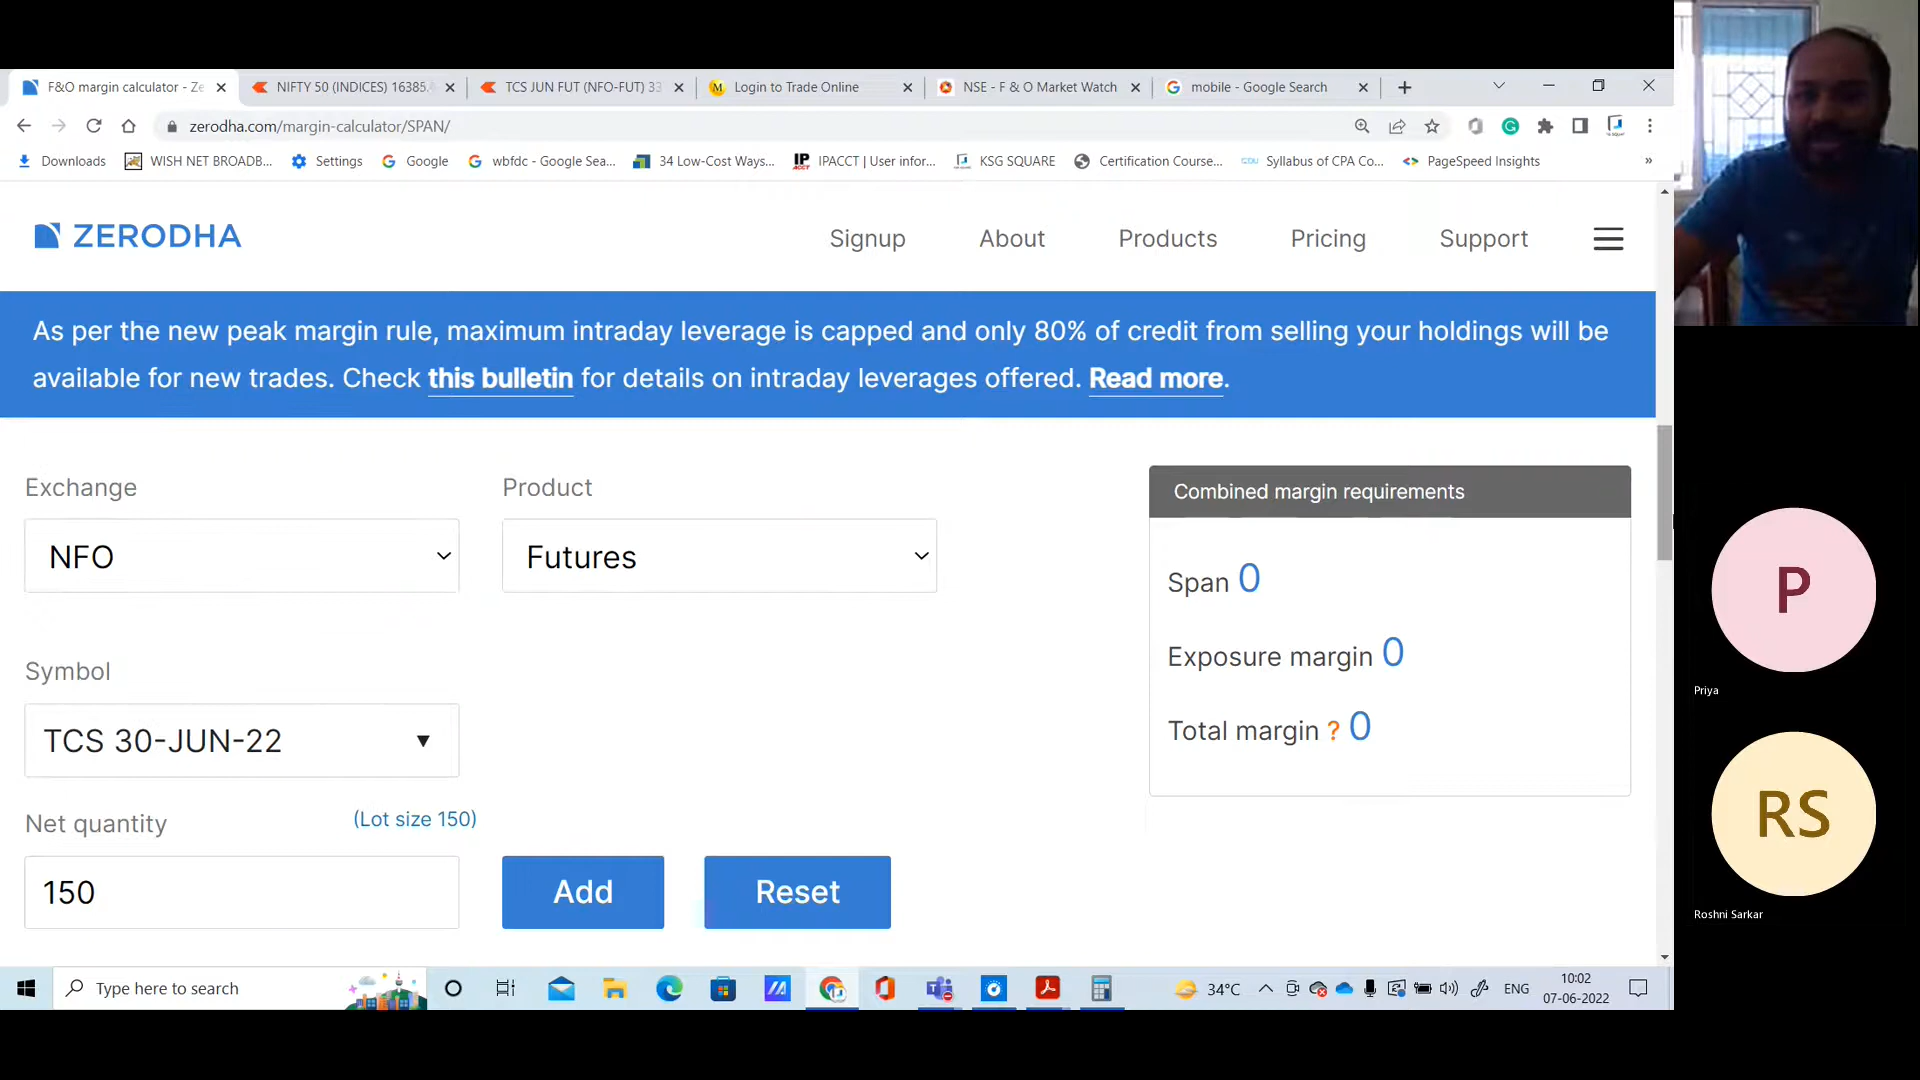 F&O margin calculator - Ze
NIFTY 50 (INDICES) 16385.
TCS JUN FUT (NFO-FUT) 33
Login to Trade Online
NSE - F & O Market Watch
mobile - Google Search
zerodha.com/margin-calculator/SPAN/
Downloads
WISH NET BROADB...
Settings
Google
wbfdc - Google Sea...
34 Low-Cost Ways...
IPACCT | User infor...
KSG SQUARE
Certification Course...
Syllabus of CPA Co...
PageSpeed Insights
»
ZERODHA
Signup
About
Products
Pricing
Support
As per the new peak margin rule, maximum intraday leverage is capped and only 80% of credit from selling your holdings will be
available for new trades. Check this bulletin for details on intraday leverages offered. Read more.
Exchange
Product
NFO
Futures
Combined margin requirements
Span 0
Exposure margin 0
Total margin ? 0
Symbol
TCS 30-JUN-22
Net quantity
(Lot size 150)
150
Add
Reset
P
Priya
RS
Roshni Sarkar
Type here to search
34°C
ENG
10:02
07-06-2022